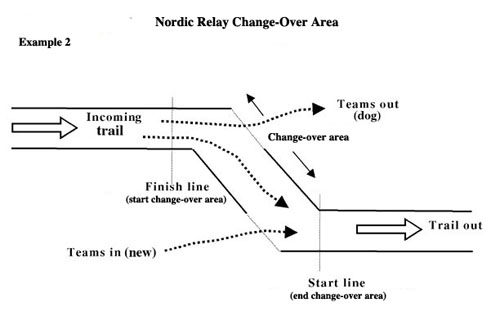 Nordic Relay Change-Over Area
Example 2
Incoming
trail
Teams out
(dog)
Change-over area
Finish line
(start change-over area)
Trail out
Teams in (new)
Start line
(end change-over area)